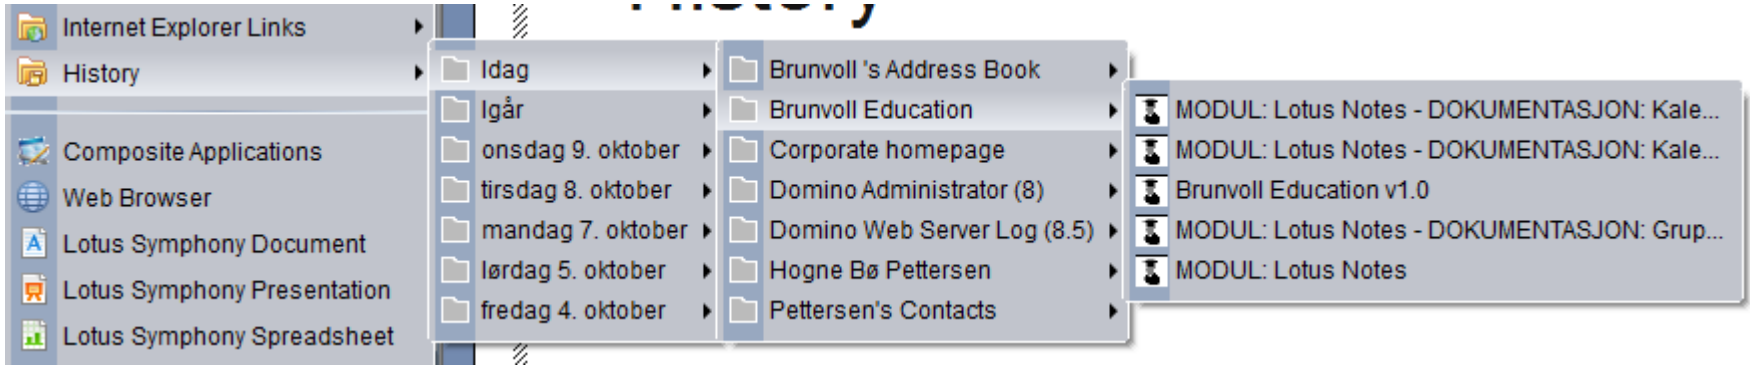 History
Internet Explorer Links
History
Composite Applications
Web Browser
Lotus Symphony Document
Lotus Symphony Presentation
Lotus Symphony Spreadsheet
Idag
Igår
onsdag 9. oktober
tirsdag 8. oktober
mandag 7. oktober
lørdag 5. oktober
fredag 4. oktober
Brunvoll 's Address Book
Brunvoll Education
Corporate homepage
Domino Administrator (8)
Domino Web Server Log (8.5)
Hogne Bø Pettersen
Pettersen's Contacts
MODUL: Lotus Notes - DOKUMENTASJON: Kale...
MODUL: Lotus Notes - DOKUMENTASJON: Kale...
Brunvoll Education v1.0
MODUL: Lotus Notes - DOKUMENTASJON: Grup...
MODUL: Lotus Notes